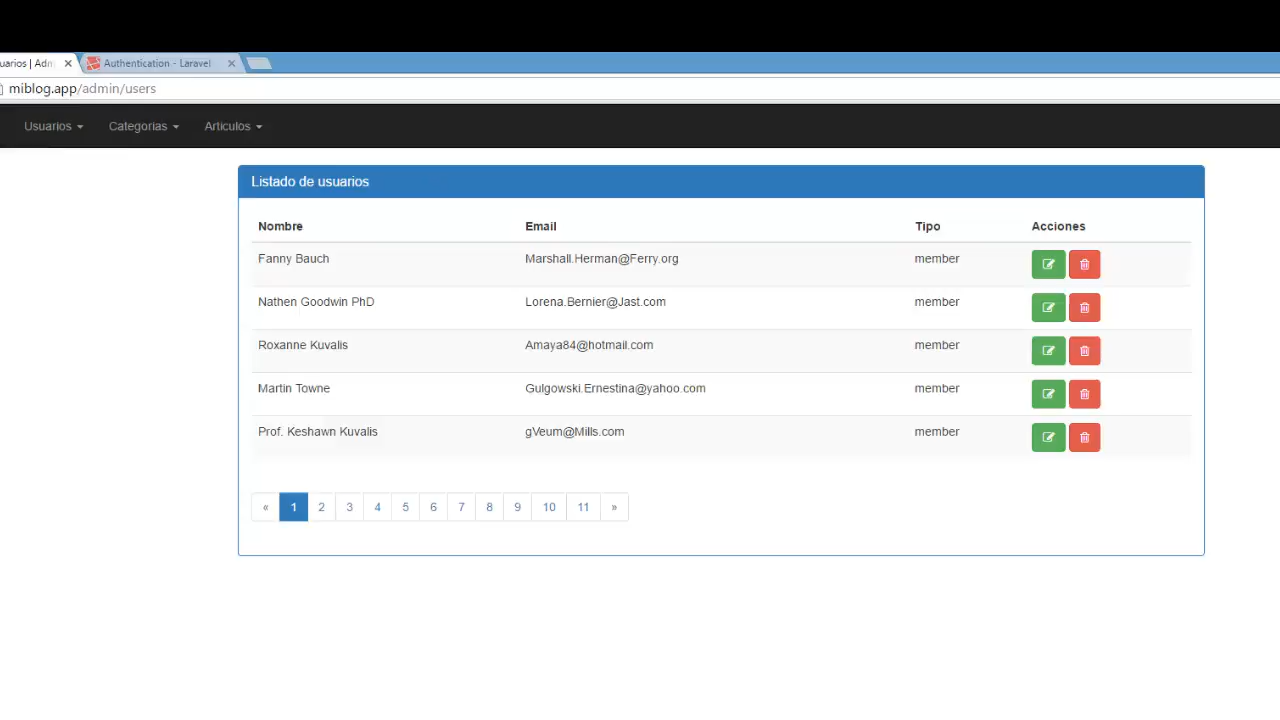 uarios | Adm
Authentication - Laravel
miblog.app/admin/users
Usuarios Categorias Articulos
Listado de usuarios
Nombre Email Tipo Acciones
Fanny Bauch Marshall.Herman@Ferry.org member
Nathen Goodwin PhD Lorena.Bernier@Jast.com member
Roxanne Kuvalis Amaya84@hotmail.com member
Martin Towne Gulgowski.Ernestina@yahoo.com member
Prof. Keshawn Kuvalis gVeum@Mills.com member
« 1 2 3 4 5 6 7 8 9 10 11 »